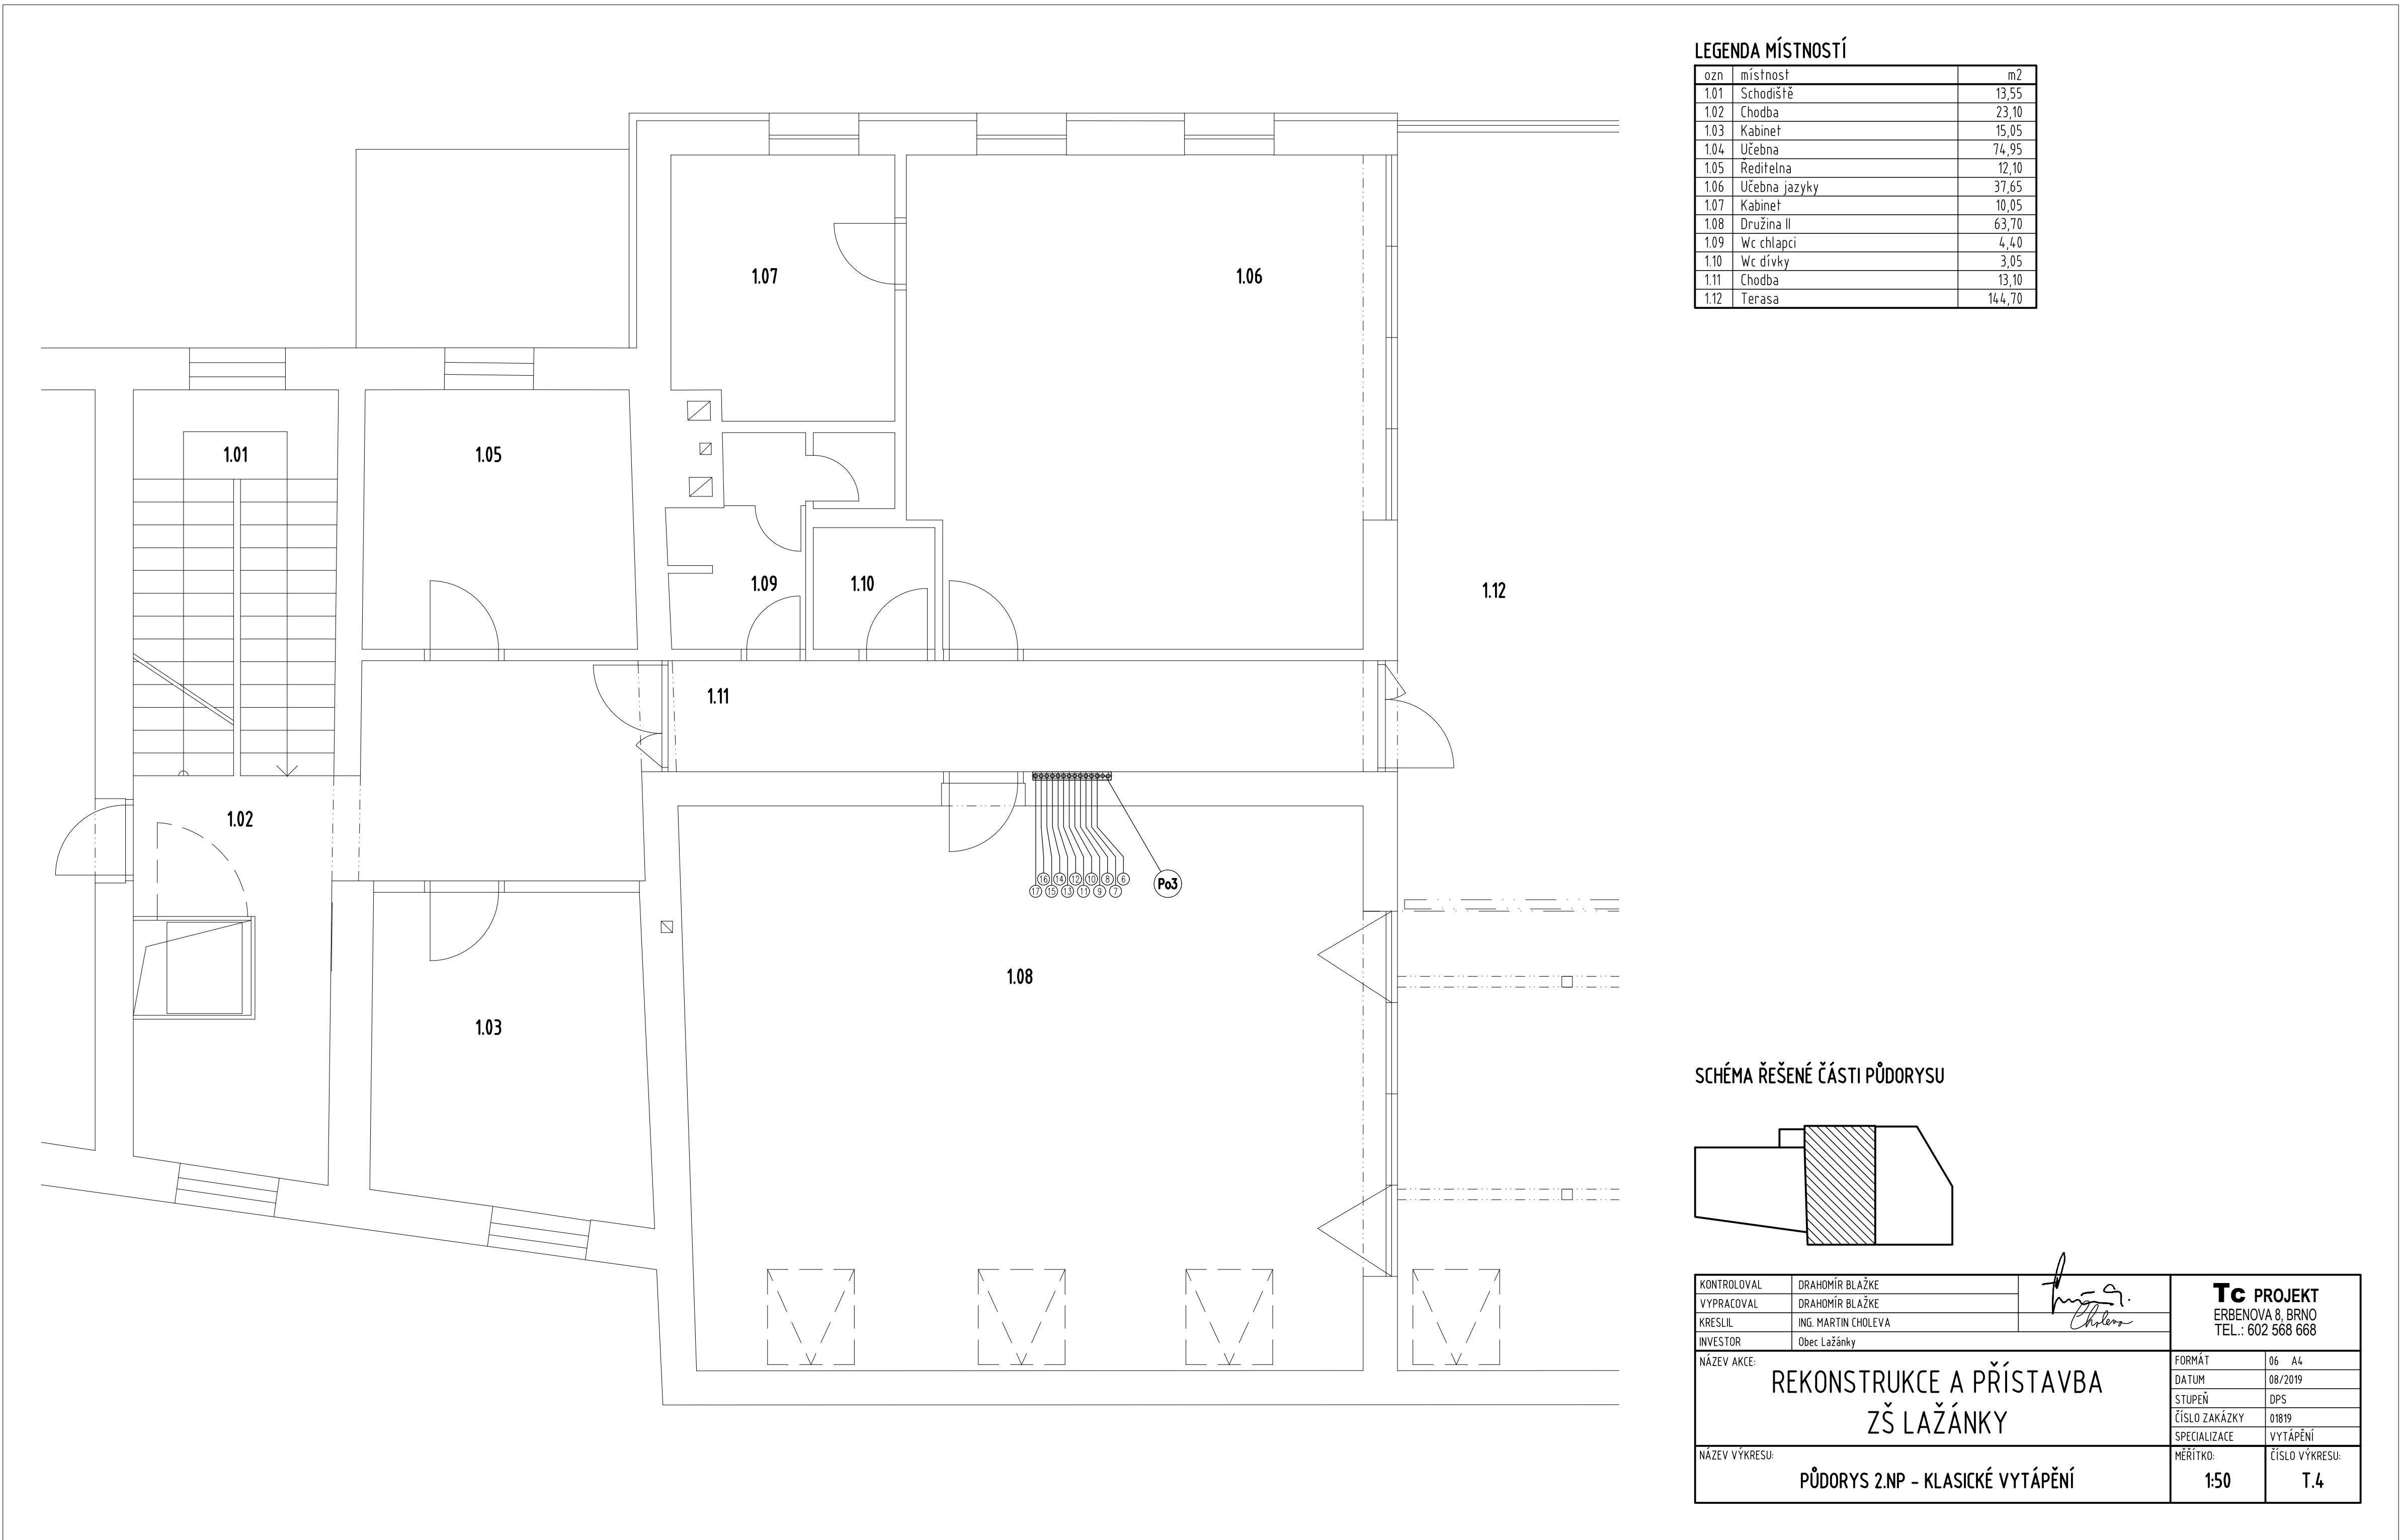 LEGENDA MÍSTNOSTÍ
ozn místnost m2
1.01 Schodiště 13,55
1.02 Chodba 23,10
1.03 Kabinet 15,05
1.04 Učebna 74,95
1.05 Ředitelna 12,10
1.06 Učebna jazyky 37,65
1.07 Kabinet 10,05
1.08 Družina II 63,70
1.09 Wc chlapci 4,40
1.10 Wc dívky 3,05
1.11 Chodba 13,10
1.12 Terasa 144,70
1.07
1.06
1.01
1.05
1.09
1.10
1.12
1.11
1.02
16 14 12 10 8 6
17 15 13 11 9 7
Po3
1.08
1.03
SCHÉMA ŘEŠENÉ ČÁSTI PŮDORYSU
KONTROLOVAL DRAHOMÍR BLAŽKE
VYPRACOVAL DRAHOMÍR BLAŽKE
KRESLIL ING. MARTIN CHOLEVA
INVESTOR Obec Lažánky
Choleva
Tc PROJEKT
ERBENOVA 8, BRNO
TEL.: 602 568 668
NÁZEV AKCE:
REKONSTRUKCE A PŘÍSTAVBA
ZŠ LAŽÁNKY
FORMÁT 06 A4
DATUM 08/2019
STUPEŇ DPS
ČÍSLO ZAKÁZKY 01819
SPECIALIZACE VYTÁPĚNÍ
NÁZEV VÝKRESU:
PŮDORYS 2.NP - KLASICKÉ VYTÁPĚNÍ
MĚŘÍTKO:
1:50
ČÍSLO VÝKRESU:
T.4